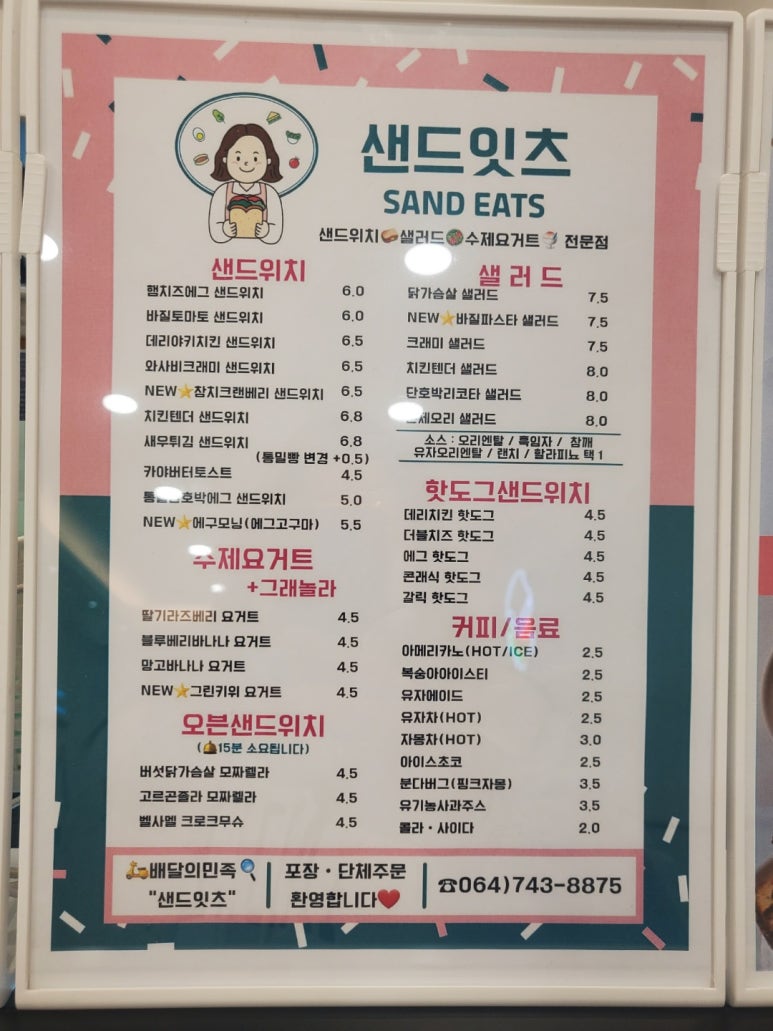 샌드잇츠
SAND EATS
샌드위치 샐러드 수제요거트 전문점
샌드위치
햄치즈에그 샌드위치 6.0
바질토마토 샌드위치 6.0
데리야키치킨 샌드위치 6.5
와사비크래미 샌드위치 6.5
NEW 참치크랜베리 샌드위치 6.5
치킨텐더 샌드위치 6.8
새우튀김 샌드위치 6.8
(통밀빵 변경 +0.5)
카야버터토스트 4.5
호박에그 샌드위치 5.0
NEW 에구모닝(에그고구마) 5.5
수제요거트
+그래놀라
딸기라즈베리 요거트 4.5
블루베리바나나 요거트 4.5
망고바나나 요거트 4.5
NEW 그린키위 요거트 4.5
오븐샌드위치
(15분 소요됩니다)
버섯닭가슴살 모짜렐라 4.5
고르곤졸라 모짜렐라 4.5
벨샤멜 크로크무슈 4.5
샐러드
닭가슴살 샐러드 7.5
NEW 바질파스타 샐러드 7.5
크래미 샐러드 7.5
치킨텐더 샐러드 8.0
단호박리코타 샐러드 8.0
샐러드 8.0
소스 : 오리엔탈 / 흑임자 / 참깨
유자오리엔탈 / 랜치 / 할라피뇨 택 1
핫도그샌드위치
데리치킨 핫도그 4.5
더블치즈 핫도그 4.5
에그 핫도그 4.5
콘래식 핫도그 4.5
갈릭 핫도그 4.5
커피/음료
아메리카노(HOT/ICE) 2.5
복숭아아이스티 2.5
유자에이드 2.5
유자차(HOT) 2.5
자몽차(HOT) 3.0
아이스초코 2.5
분다버그(핑크자몽) 3.5
유기농사과주스 3.5
콜라 · 사이다 2.0
배달의민족
"샌드잇츠"
포장 · 단체주문
환영합니다
☎064)743-8875